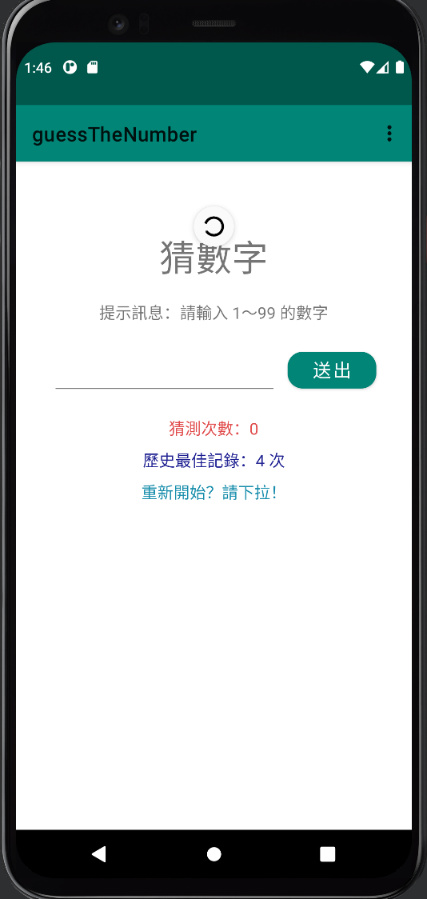 1:46
guessTheNumber
猜數字
提示訊息：請輸入 1～99 的數字
送出
猜測次數：0
歷史最佳記錄：4 次
重新開始？請下拉！